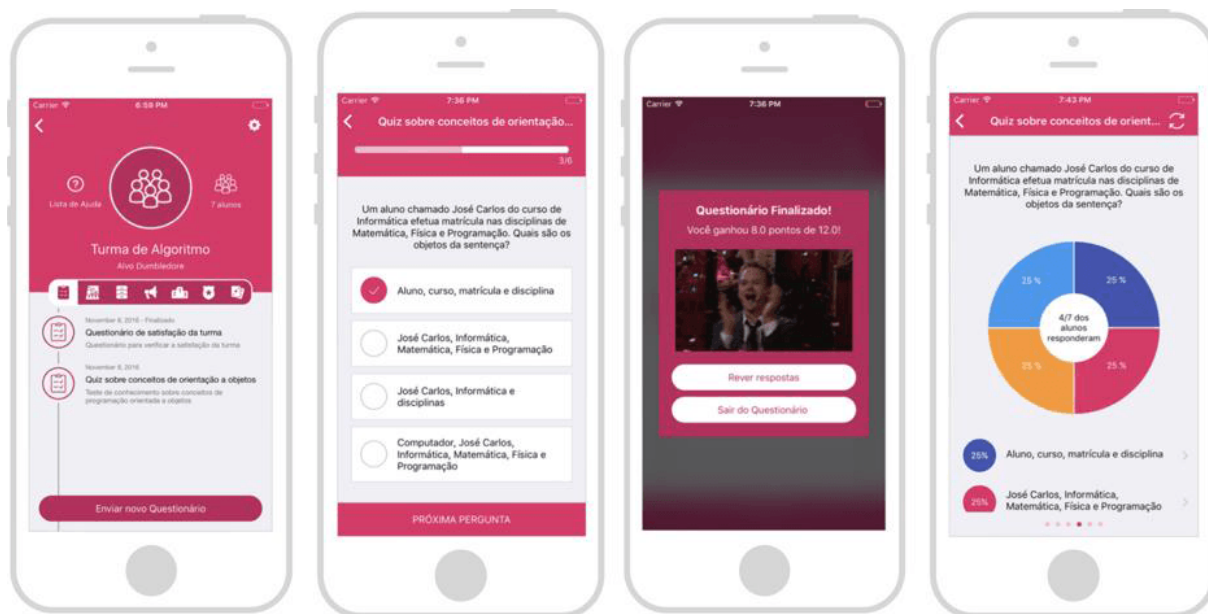 Carrier
6:59 PM
Lista de Ajuda
7 alunos
Turma de Algoritmo
Alvo Dumbledore
November 8, 2016 - Finalizado
Questionário de satisfação da turma
Questionário para verificar a satisfação da turma
November 8, 2016
Quiz sobre conceitos de orientação a objetos
Teste de conhecimento sobre conceitos de
programação orientada a objetos
Enviar novo Questionário
Carrier
7:36 PM
Quiz sobre conceitos de orientação...
3/6
Um aluno chamado José Carlos do curso de
Informática efetua matrícula nas disciplinas de
Matemática, Física e Programação. Quais são os
objetos da sentença?
Aluno, curso, matrícula e disciplina
José Carlos, Informática,
Matemática, Física e Programação
José Carlos, Informática e
disciplinas
Computador, José Carlos,
Informática, Matemática, Física e
Programação
PRÓXIMA PERGUNTA
Carrier
7:36 PM
Questionário Finalizado!
Você ganhou 8.0 pontos de 12.0!
Rever respostas
Sair do Questionário
Carrier
7:43 PM
Quiz sobre conceitos de orient...
Um aluno chamado José Carlos do curso de
Informática efetua matrícula nas disciplinas de
Matemática, Física e Programação. Quais são os
objetos da sentença?
25 %
25 %
4/7 dos
alunos
responderam
25 %
25 %
25%
Aluno, curso, matrícula e disciplina
25%
José Carlos, Informática,
Matemática, Física e Programação